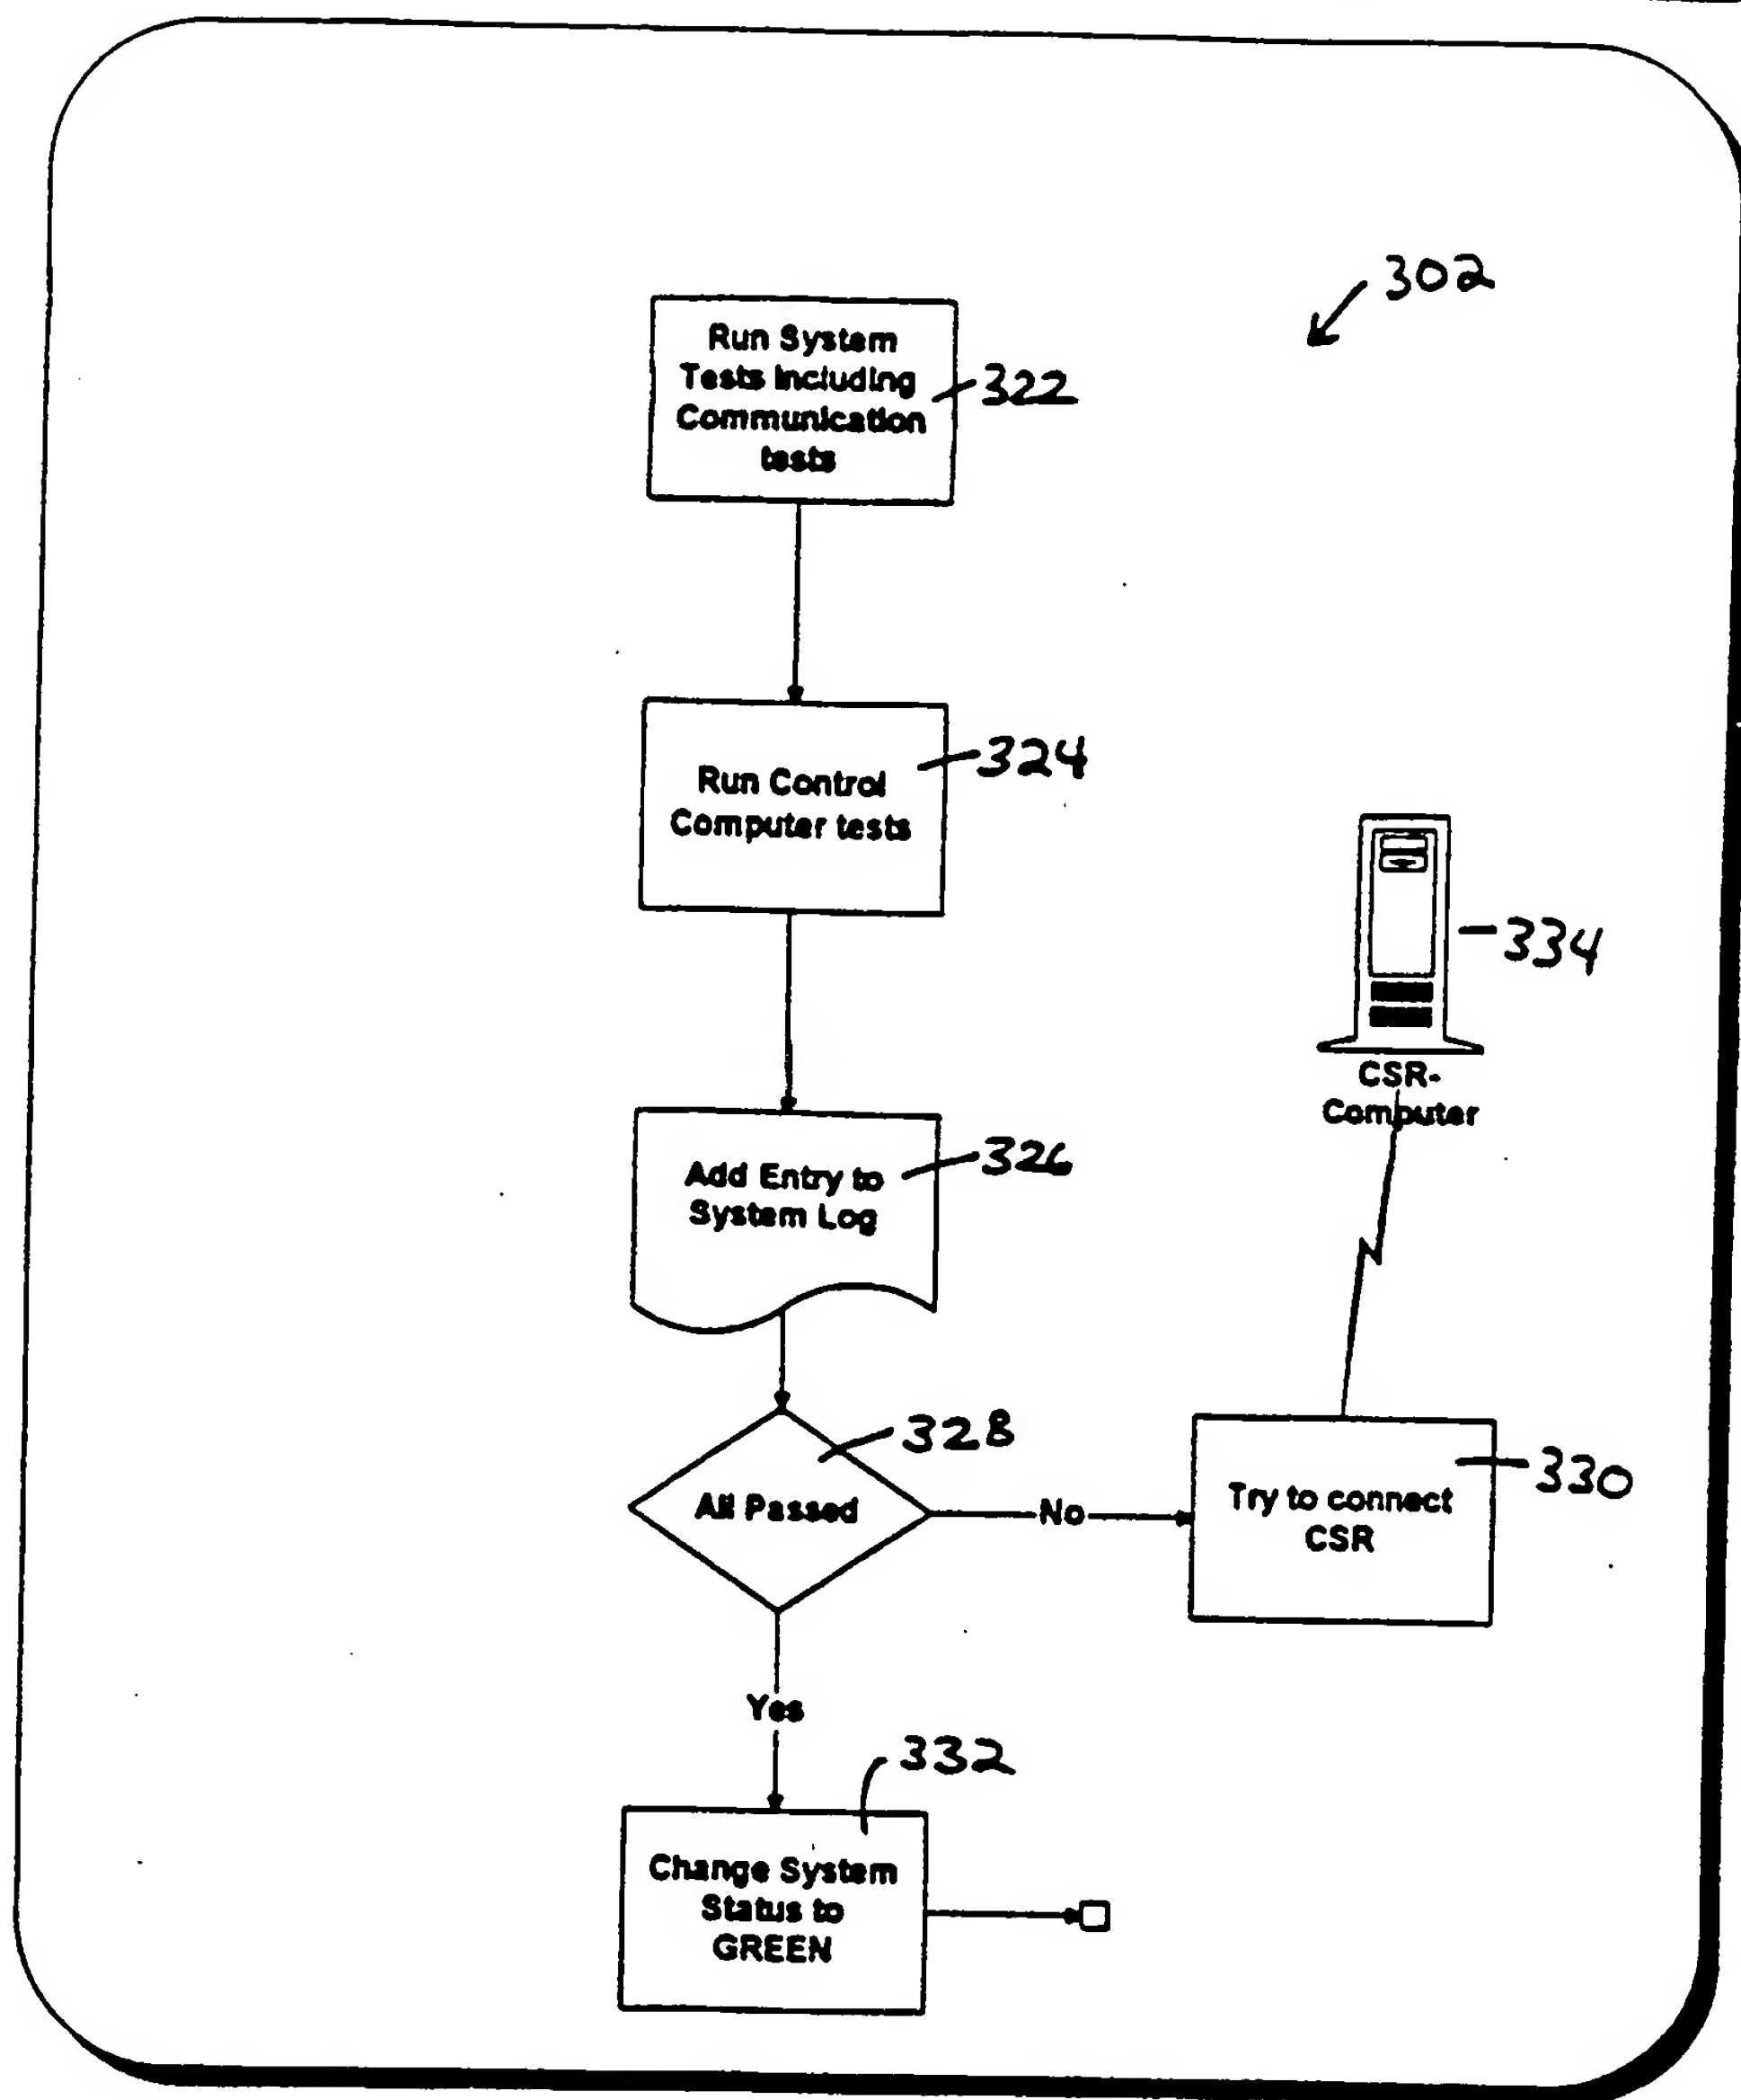 302
Run System
Tests Including
Communication
tests
322
Run Control
Computer tests
324
334
CSR-
Computer
Add Entry to
System Log
326
328
All Passed
No
Try to connect
CSR
330
Yes
332
Change System
Status to
GREEN